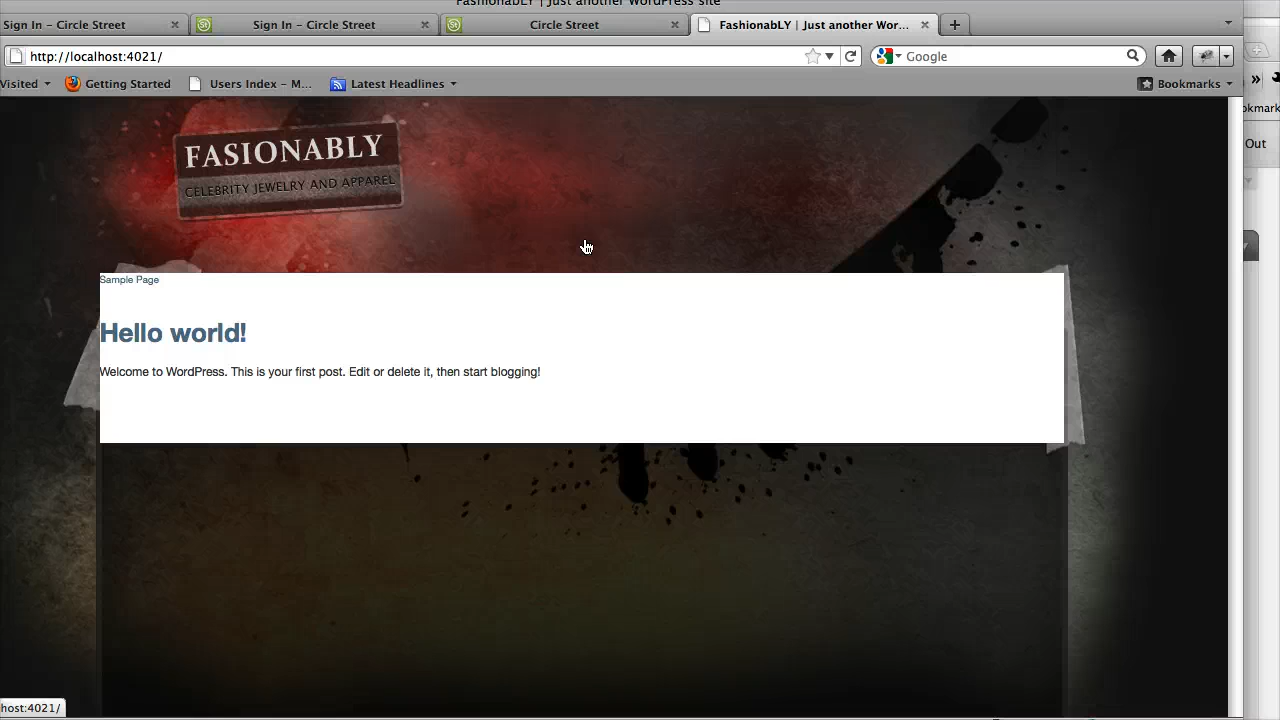 FashionabLY | Just another WordPress site
Sign In – Circle Street
Sign In – Circle Street
Circle Street
FashionabLY | Just another Wor...
http://localhost:4021/
Google
Visited
Getting Started
Users Index – M...
Latest Headlines
Bookmarks
»
okmark
Out
FASIONABLY
CELEBRITY JEWELRY AND APPAREL
Sample Page
Hello world!
Welcome to WordPress. This is your first post. Edit or delete it, then start blogging!
host:4021/